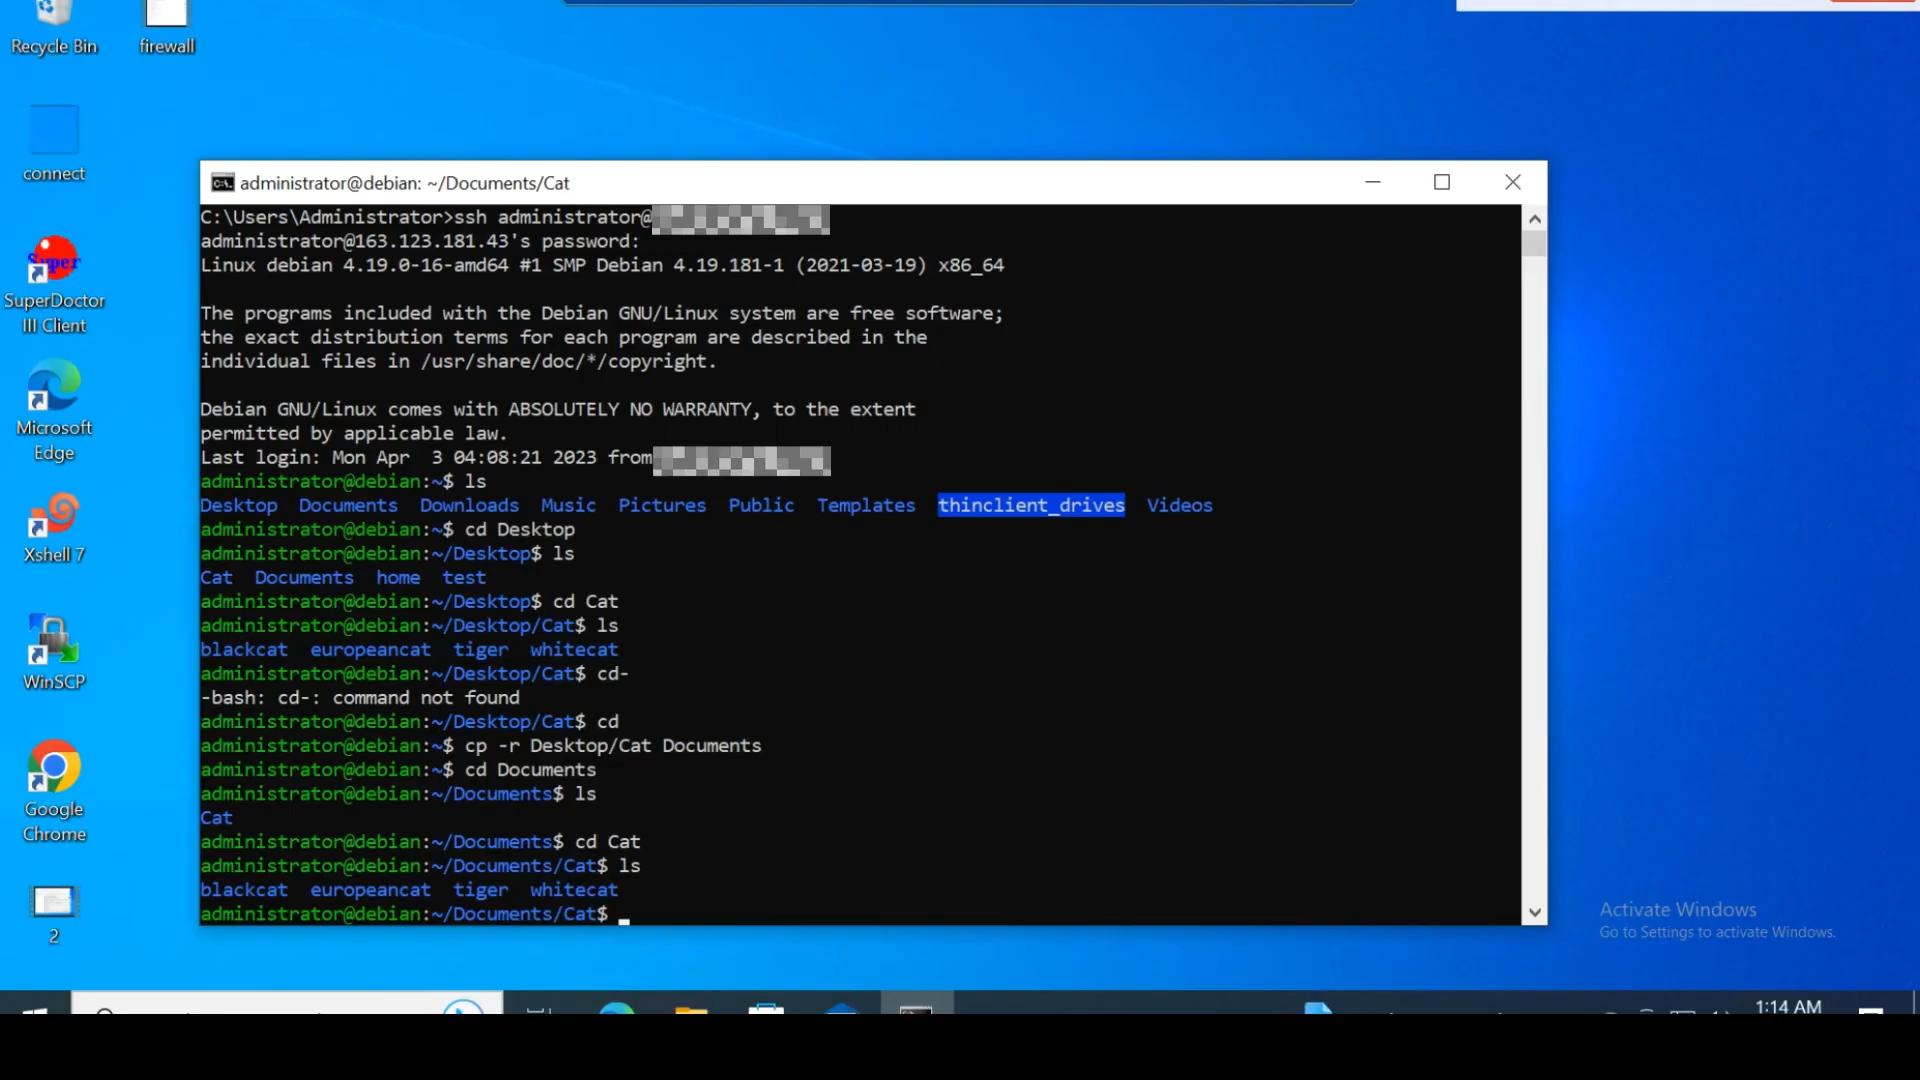 Recycle Bin
firewall
connect
SuperDoctor
III Client
Microsoft
Edge
Xshell 7
WinSCP
Google
Chrome
2
administrator@debian: ~/Documents/Cat
C:\Users\Administrator>ssh administrator@
administrator@163.123.181.43's password:
Linux debian 4.19.0-16-amd64 #1 SMP Debian 4.19.181-1 (2021-03-19) x86_64
The programs included with the Debian GNU/Linux system are free software;
the exact distribution terms for each program are described in the
individual files in /usr/share/doc/*/copyright.
Debian GNU/Linux comes with ABSOLUTELY NO WARRANTY, to the extent
permitted by applicable law.
Last login: Mon Apr  3 04:08:21 2023 from
administrator@debian:~$ ls
Desktop  Documents  Downloads  Music  Pictures  Public  Templates  thinclient_drives  Videos
administrator@debian:~$ cd Desktop
administrator@debian:~/Desktop$ ls
Cat  Documents  home  test
administrator@debian:~/Desktop$ cd Cat
administrator@debian:~/Desktop/Cat$ ls
blackcat  europeancat  tiger  whitecat
administrator@debian:~/Desktop/Cat$ cd-
-bash: cd-: command not found
administrator@debian:~/Desktop/Cat$ cd
administrator@debian:~$ cp -r Desktop/Cat Documents
administrator@debian:~$ cd Documents
administrator@debian:~/Documents$ ls
Cat
administrator@debian:~/Documents$ cd Cat
administrator@debian:~/Documents/Cat$ ls
blackcat  europeancat  tiger  whitecat
administrator@debian:~/Documents/Cat$
Activate Windows
Go to Settings to activate Windows.
1:14 AM